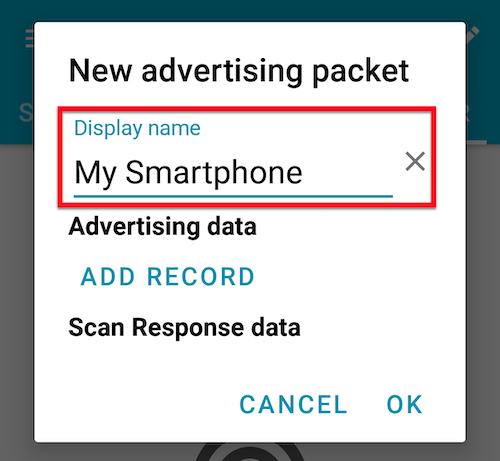 New advertising packet
Display name
My Smartphone
Advertising data
ADD RECORD
Scan Response data
CANCEL OK